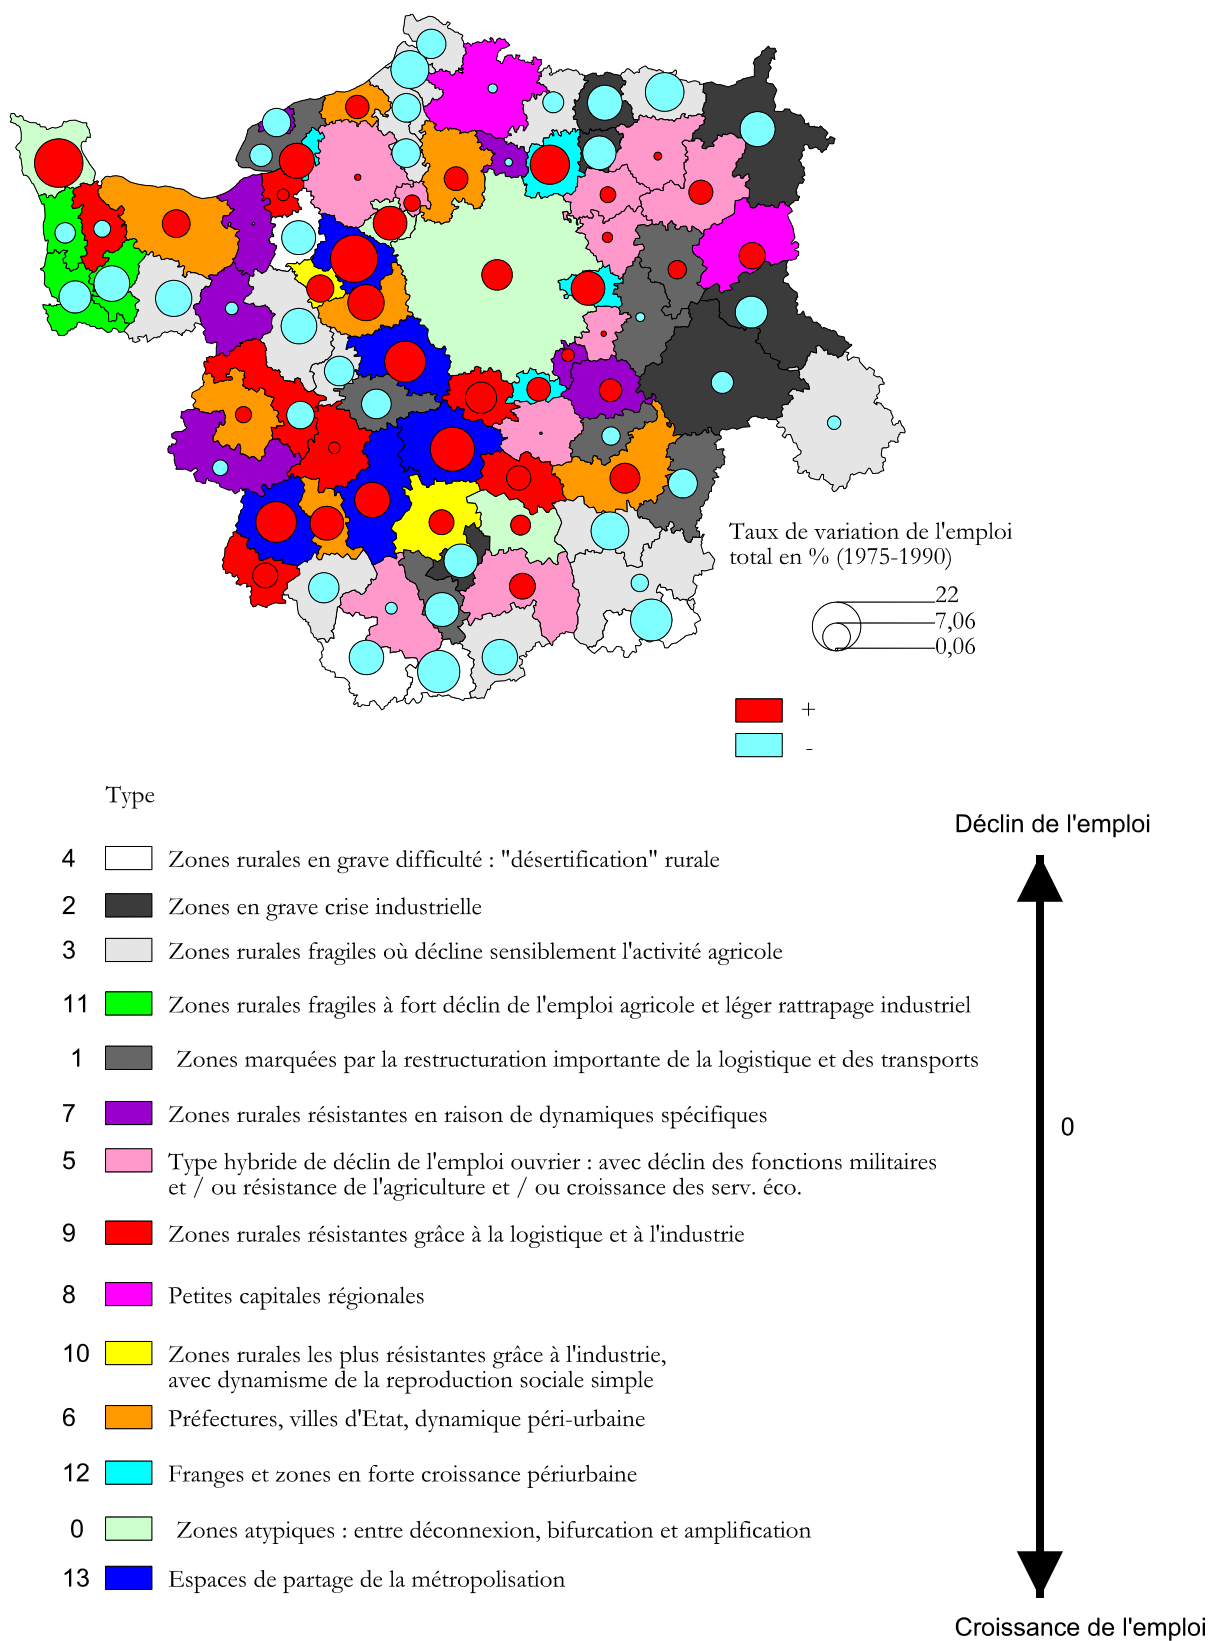 Taux de variation de l'emploi
total en % (1975-1990)
22
7,06
0,06
+
-
Type
Déclin de l'emploi
4 Zones rurales en grave difficulté : "désertification" rurale
2 Zones en grave crise industrielle
3 Zones rurales fragiles où décline sensiblement l'activité agricole
11 Zones rurales fragiles à fort déclin de l'emploi agricole et léger rattrapage industriel
1 Zones marquées par la restructuration importante de la logistique et des transports
7 Zones rurales résistantes en raison de dynamiques spécifiques
0
5 Type hybride de déclin de l'emploi ouvrier : avec déclin des fonctions militaires
et / ou résistance de l'agriculture et / ou croissance des serv. éco.
9 Zones rurales résistantes grâce à la logistique et à l'industrie
8 Petites capitales régionales
10 Zones rurales les plus résistantes grâce à l'industrie,
avec dynamisme de la reproduction sociale simple
6 Préfectures, villes d'Etat, dynamique péri-urbaine
12 Franges et zones en forte croissance périurbaine
0 Zones atypiques : entre déconnexion, bifurcation et amplification
13 Espaces de partage de la métropolisation
Croissance de l'emploi